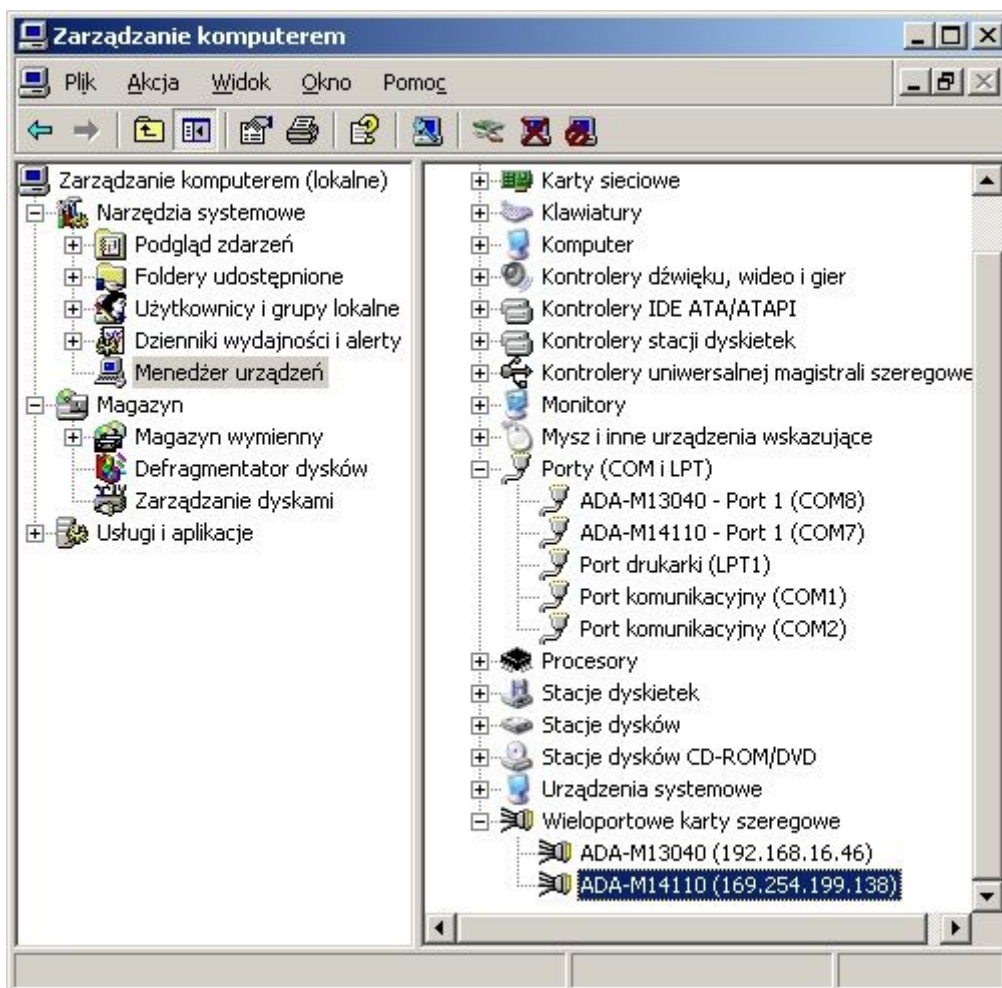 Zarządzanie komputerem
Plik Akcja Widok Okno Pomoc
Zarządzanie komputerem (lokalne)
Narzędzia systemowe
Podgląd zdarzeń
Foldery udostępnione
Użytkownicy i grupy lokalne
Dzienniki wydajności i alerty
Menedżer urządzeń
Magazyn
Magazyn wymienny
Defragmentator dysków
Zarządzanie dyskami
Usługi i aplikacje
Karty sieciowe
Klawiatury
Komputer
Kontrolery dźwięku, wideo i gier
Kontrolery IDE ATA/ATAPI
Kontrolery stacji dyskietek
Kontrolery uniwersalnej magistrali szeregowe
Monitory
Mysz i inne urządzenia wskazujące
Porty (COM i LPT)
ADA-M13040 - Port 1 (COM8)
ADA-M14110 - Port 1 (COM7)
Port drukarki (LPT1)
Port komunikacyjny (COM1)
Port komunikacyjny (COM2)
Procesory
Stacje dyskietek
Stacje dysków
Stacje dysków CD-ROM/DVD
Urządzenia systemowe
Wieloportowe karty szeregowe
ADA-M13040 (192.168.16.46)
ADA-M14110 (169.254.199.138)